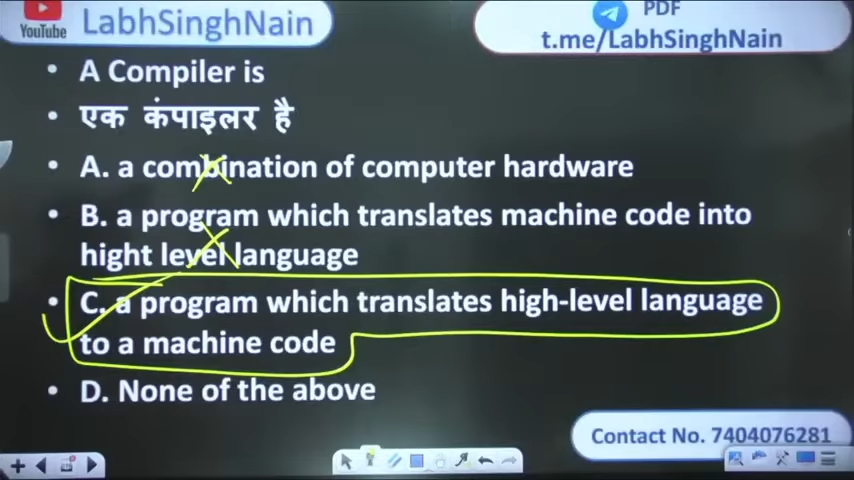 YouTube LabhSinghNain
PDF
t.me/LabhSinghNain
• A Compiler is
• एक कंपाइलर है
• A. a combination of computer hardware
• B. a program which translates machine code into
hight level language
• C. a program which translates high-level language
to a machine code
• D. None of the above
Contact No. 7404076281